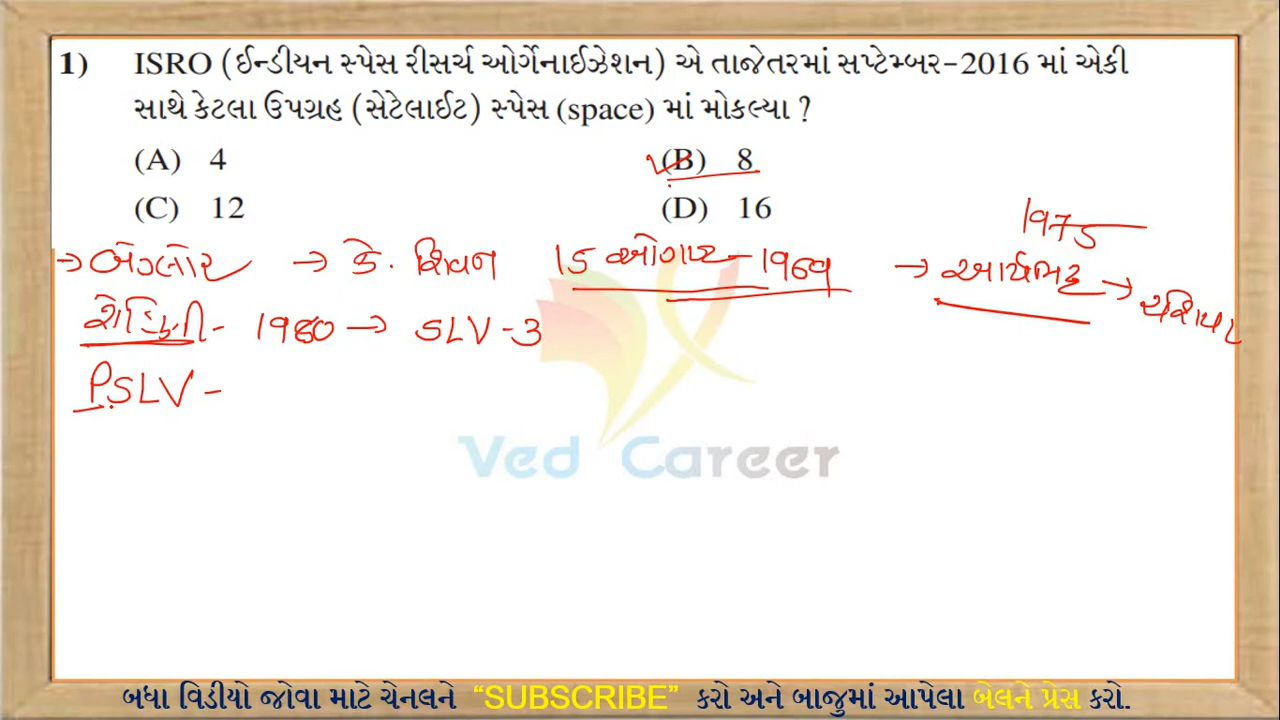 1) ISRO (ઈન્ડીયન સ્પેસ રીસર્ચ ઓર્ગેનાઈઝેશન) એ તાજેતરમાં સપ્ટેમ્બર-2016 માં એકી
સાથે કેટલા ઉપગ્રહ (સેટેલાઈટ) સ્પેસ (space) માં મોકલ્યા ?
(A) 4 (B) 8
(C) 12 (D) 16
1975
→ બેંગ્લોર → કે. શિવન 15 ઓગષ્ટ - 1969 → આર્યભટ્ટ →
રોહિણી - 1980 → SLV-3
PSLV -
Ved Career
બધા વિડીયો જોવા માટે ચેનલને “SUBSCRIBE” કરો અને બાજુમાં આપેલા બેલને પ્રેસ કરો.